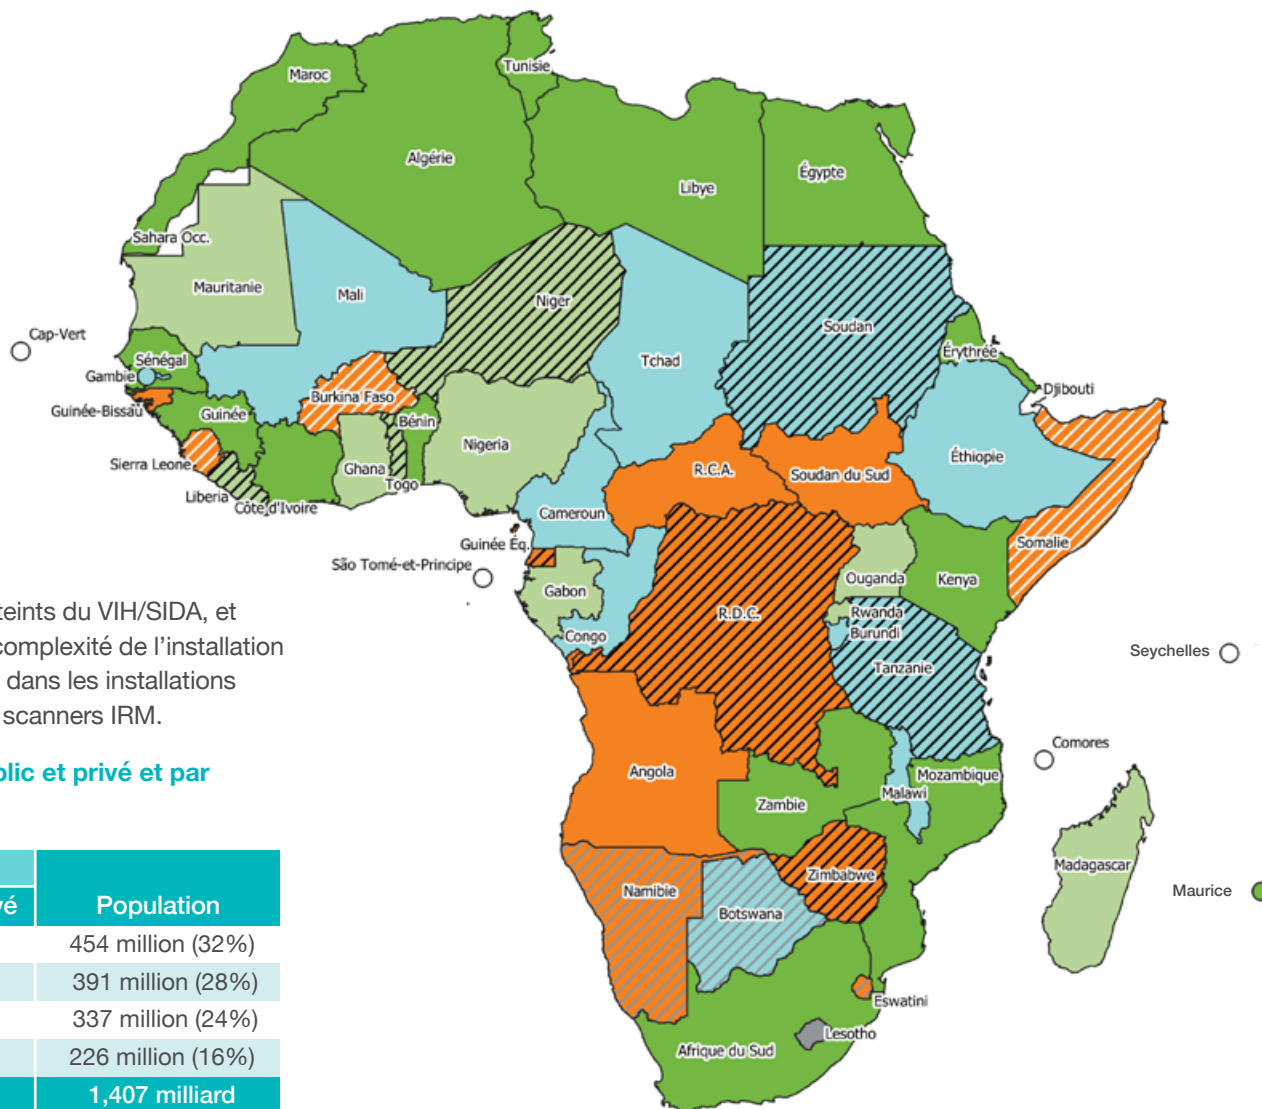 Maroc
Tunisie
Algérie
Libye
Égypte
Sahara Occ.
Mauritanie
Mali
Niger
Tchad
Soudan
Érythrée
Djibouti
Cap-Vert
Sénégal
Gambie
Guinée-Bissau
Guinée
Sierra Leone
Liberia
Côte d'Ivoire
Burkina Faso
Ghana
Togo
Bénin
Nigeria
Cameroun
R.C.A.
Soudan du Sud
Éthiopie
Somalie
Guinée Éq.
São Tomé-et-Principe
Gabon
Congo
R.D.C.
Ouganda
Kenya
Rwanda
Burundi
Tanzanie
Seychelles
Comores
Angola
Zambie
Malawi
Mozambique
Madagascar
Maurice
Namibie
Botswana
Zimbabwe
Eswatini
Lesotho
Afrique du Sud
teints du VIH/SIDA, et
complexité de l'installation
dans les installations
scanners IRM.
blic et privé et par
vé
Population
454 million (32%)
391 million (28%)
337 million (24%)
226 million (16%)
1,407 milliard